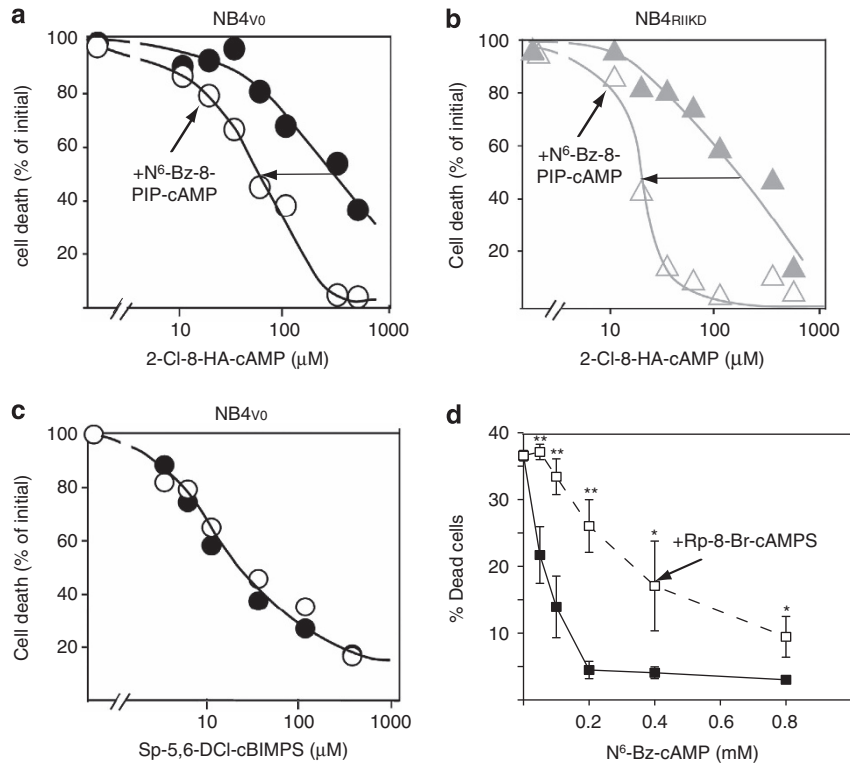 a
NB4V0
100
80
60
40
20
cell death (% of initial)
+N⁶-Bz-8-
PIP-cAMP
10
100
1000
2-Cl-8-HA-cAMP (μM)
b
NB4RIIKD
100
80
60
40
20
Cell death (% of initial)
+N⁶-Bz-8-
PIP-cAMP
10
100
1000
2-Cl-8-HA-cAMP (μM)
c
NB4V0
100
80
60
40
20
Cell death (% of initial)
10
100
1000
Sp-5,6-DCl-cBIMPS (μM)
d
40
30
20
10
% Dead cells
**
**
**
*
*
+Rp-8-Br-cAMPS
0.2
0.4
0.6
0.8
N⁶-Bz-cAMP (mM)